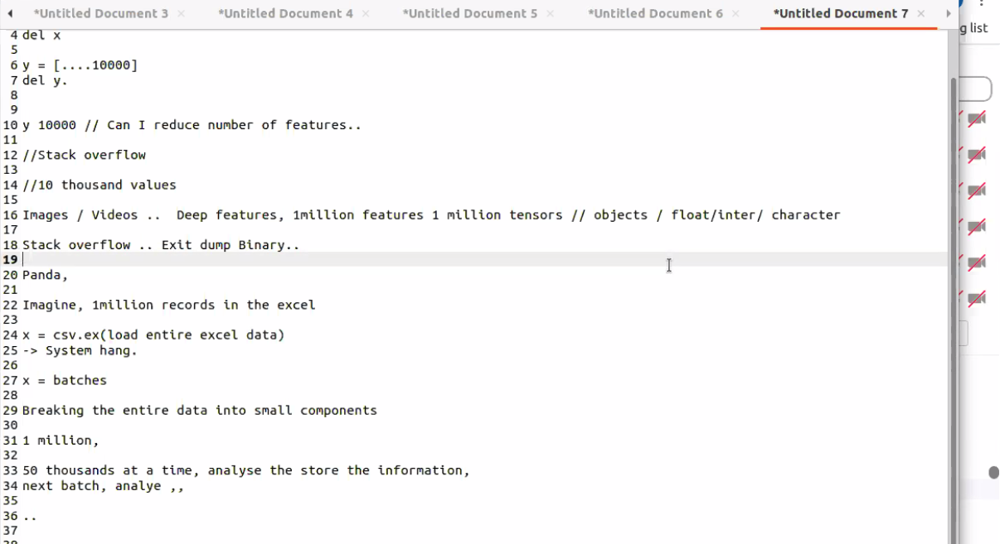 *Untitled Document 3 *Untitled Document 4 *Untitled Document 5 *Untitled Document 6 *Untitled Document 7
g list
4 del x
5
6 y = [....10000]
7 del y.
8
9
10 y 10000 // Can I reduce number of features..
11
12 //Stack overflow
13
14 //10 thousand values
15
16 Images / Videos ..  Deep features, 1million features 1 million tensors // objects / float/inter/ character
17
18 Stack overflow .. Exit dump Binary..
19
20 Panda,
21
22 Imagine, 1million records in the excel
23
24 x = csv.ex(load entire excel data)
25 -> System hang.
26
27 x = batches
28
29 Breaking the entire data into small components
30
31 1 million,
32
33 50 thousands at a time, analyse the store the information,
34 next batch, analye ,,
35
36 ..
37
38